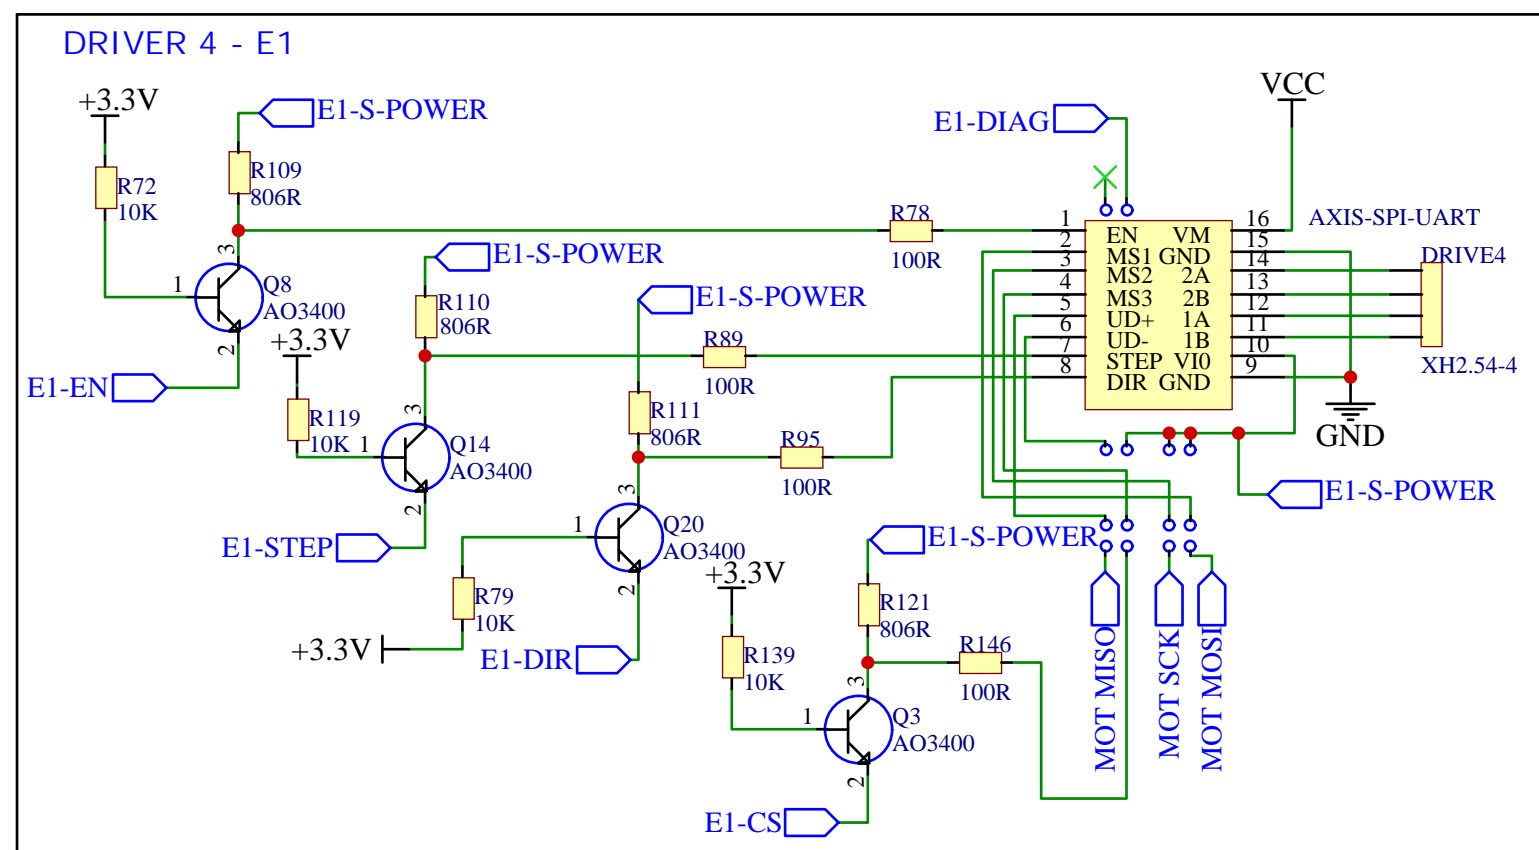 DRIVER 4 - E1
+3.3V
E1-S-POWER
R72
10K
R109
806R
3
1
Q8
AO3400
2
E1-EN
E1-S-POWER
R110
806R
+3.3V
R119
10K
3
1
Q14
AO3400
2
E1-STEP
E1-S-POWER
R111
806R
3
1
Q20
AO3400
2
R79
10K
+3.3V
E1-DIR
R78
100R
R89
100R
R95
100R
E1-S-POWER
+3.3V
R121
806R
R139
10K
R146
100R
3
1
Q3
AO3400
2
E1-CS
E1-DIAG
VCC
AXIS-SPI-UART
1 EN VM 16
2 MS1 GND 15
3 MS2 2A 14
4 MS3 2B 13
5 UD+ 1A 12
6 UD- 1B 11
7 STEP VI0 10
8 DIR GND 9
DRIVE4
XH2.54-4
GND
E1-S-POWER
MOT MISO
MOT SCK
MOT MOSI